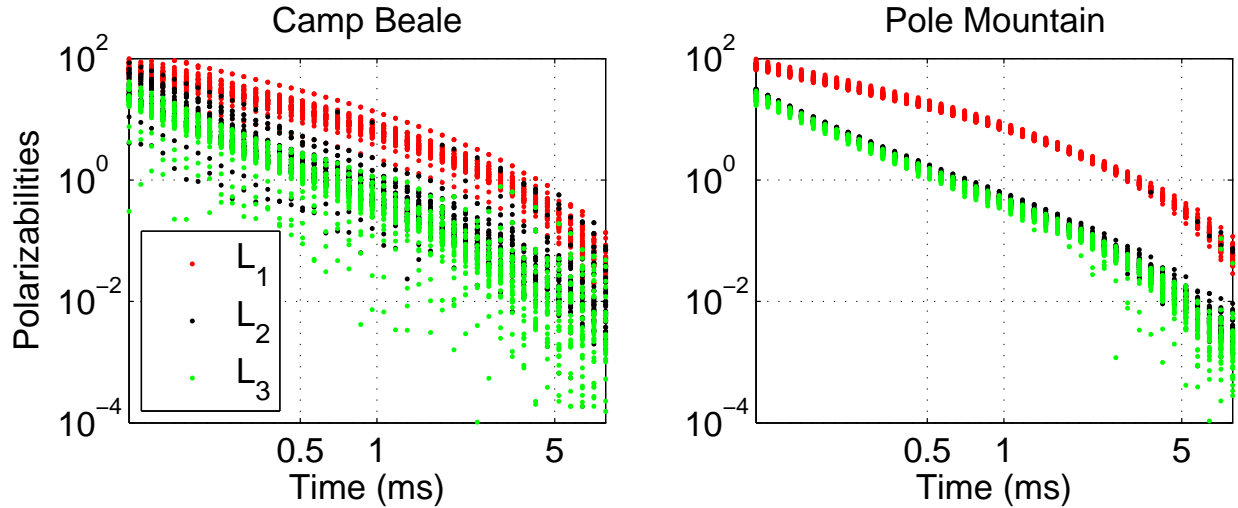 Camp Beale
Pole Mountain
Polarizabilities
10^2
10^0
10^−2
10^−4
L_1
L_2
L_3
0.5
1
5
Time (ms)
10^2
10^0
10^−2
10^−4
0.5
1
5
Time (ms)